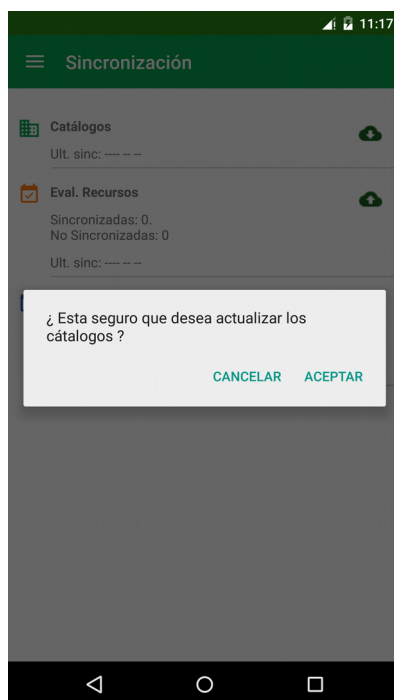 11:17
Sincronización
Catálogos
Ult. sinc: ---- -- --
Eval. Recursos
Sincronizadas: 0.
No Sincronizadas: 0
Ult. sinc: ---- -- --
¿ Esta seguro que desea actualizar los
cátalogos ?
CANCELAR ACEPTAR